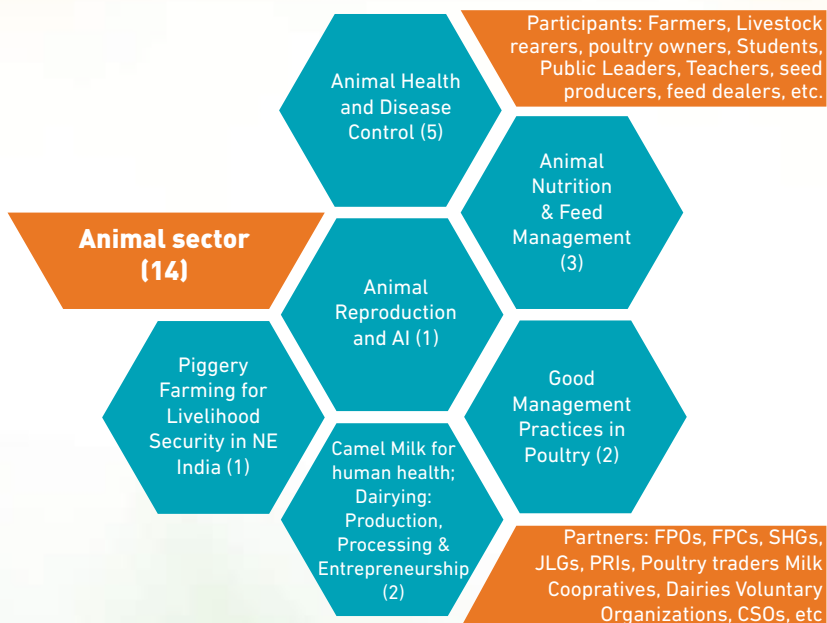 Participants: Farmers, Livestock
rearers, poultry owners, Students,
Public Leaders, Teachers, seed
producers, feed dealers, etc.
Animal Health
and Disease
Control (5)
Animal
Nutrition
& Feed
Management
(3)
Animal sector
(14)
Animal
Reproduction
and AI (1)
Piggery
Farming for
Livelihood
Security in NE
India (1)
Good
Management
Practices in
Poultry (2)
Camel Milk for
human health;
Dairying:
Production,
Processing &
Entrepreneurship
(2)
Partners: FPOs, FPCs, SHGs,
JLGs, PRIs, Poultry traders Milk
Coopratives, Dairies Voluntary
Organizations, CSOs, etc